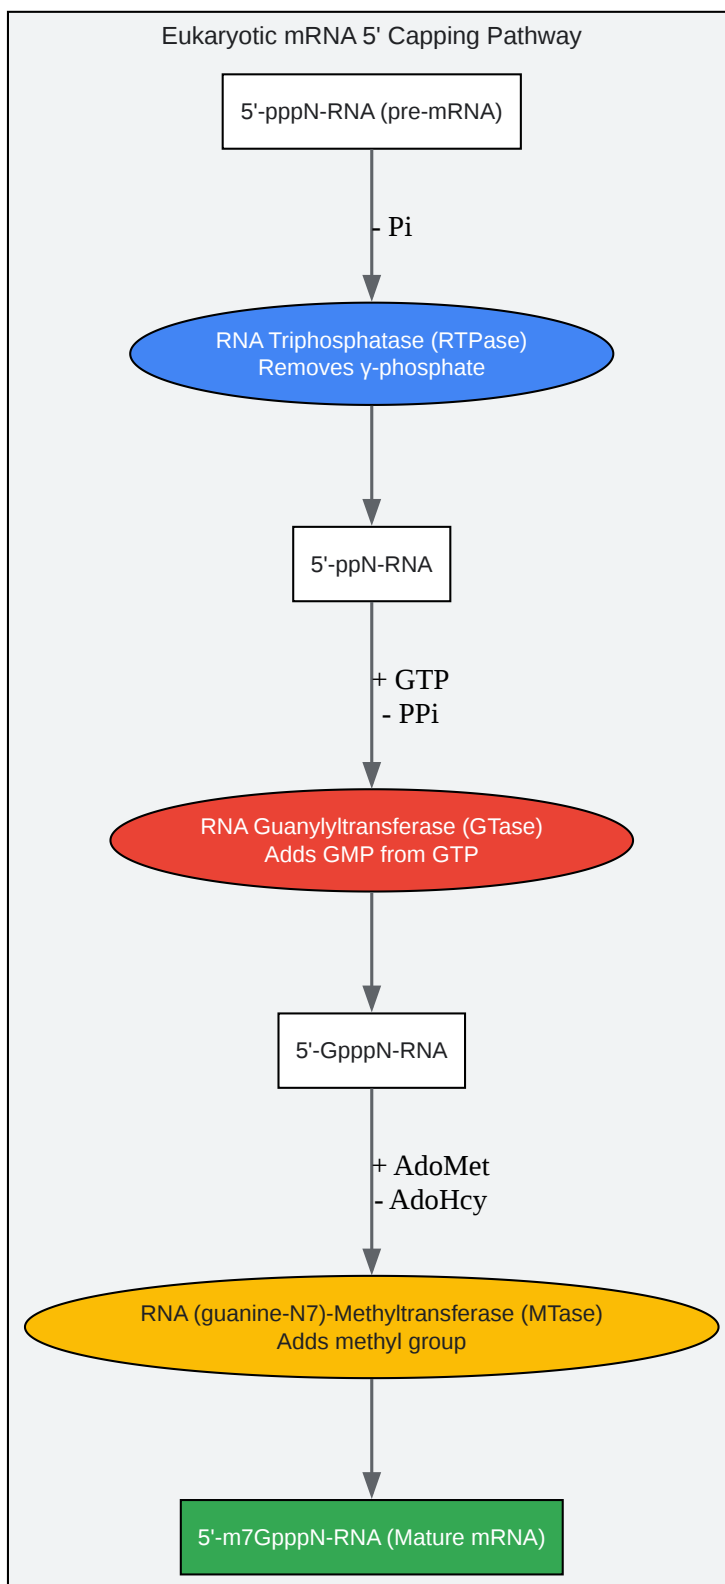 Eukaryotic mRNA 5' Capping Pathway
5'-pppN-RNA (pre-mRNA)
- Pi
RNA Triphosphatase (RTPase)
Removes γ-phosphate
5'-ppN-RNA
+ GTP
- PPi
RNA Guanylyltransferase (GTase)
Adds GMP from GTP
5'-GpppN-RNA
+ AdoMet
- AdoHcy
RNA (guanine-N7)-Methyltransferase (MTase)
Adds methyl group
5'-m7GpppN-RNA (Mature mRNA)